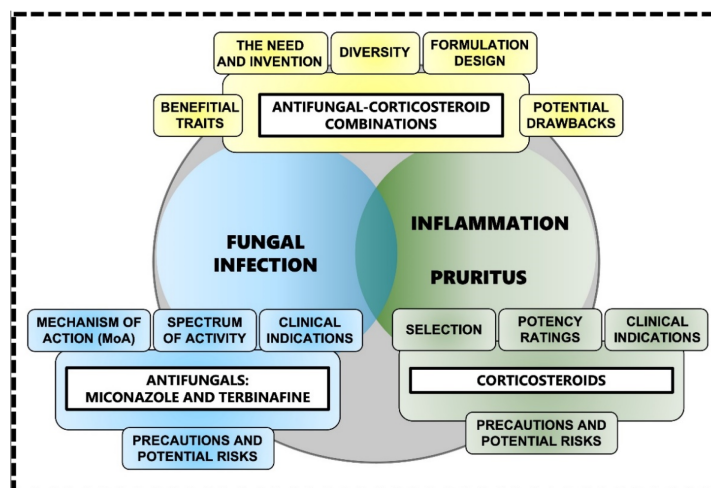 THE NEED
AND INVENTION
DIVERSITY
FORMULATION
DESIGN
BENEFITIAL
TRAITS
ANTIFUNGAL-CORTICOSTEROID
COMBINATIONS
POTENTIAL
DRAWBACKS
FUNGAL
INFECTION
INFLAMMATION
PRURITUS
MECHANISM OF
ACTION (MoA)
SPECTRUM
OF ACTIVITY
CLINICAL
INDICATIONS
ANTIFUNGALS:
MICONAZOLE AND TERBINAFINE
PRECAUTIONS AND
POTENTIAL RISKS
SELECTION
POTENCY
RATINGS
CLINICAL
INDICATIONS
CORTICOSTEROIDS
PRECAUTIONS AND
POTENTIAL RISKS